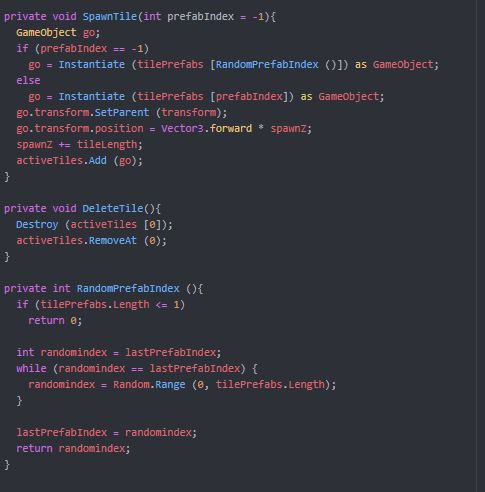 private void SpawnTile(int prefabIndex = -1){
GameObject go;
if (prefabIndex == -1)
go = Instantiate (tilePrefabs [RandomPrefabIndex ()]) as GameObject;
else
go = Instantiate (tilePrefabs [prefabIndex]) as GameObject;
go.transform.SetParent (transform);
go.transform.position = Vector3.forward * spawnZ;
spawnZ += tileLength;
activeTiles.Add (go);
}
private void DeleteTile(){
Destroy (activeTiles [0]);
activeTiles.RemoveAt (0);
}
private int RandomPrefabIndex (){
if (tilePrefabs.Length <= 1)
return 0;
int randomindex = lastPrefabIndex;
while (randomindex == lastPrefabIndex) {
randomindex = Random.Range (0, tilePrefabs.Length);
}
lastPrefabIndex = randomindex;
return randomindex;
}